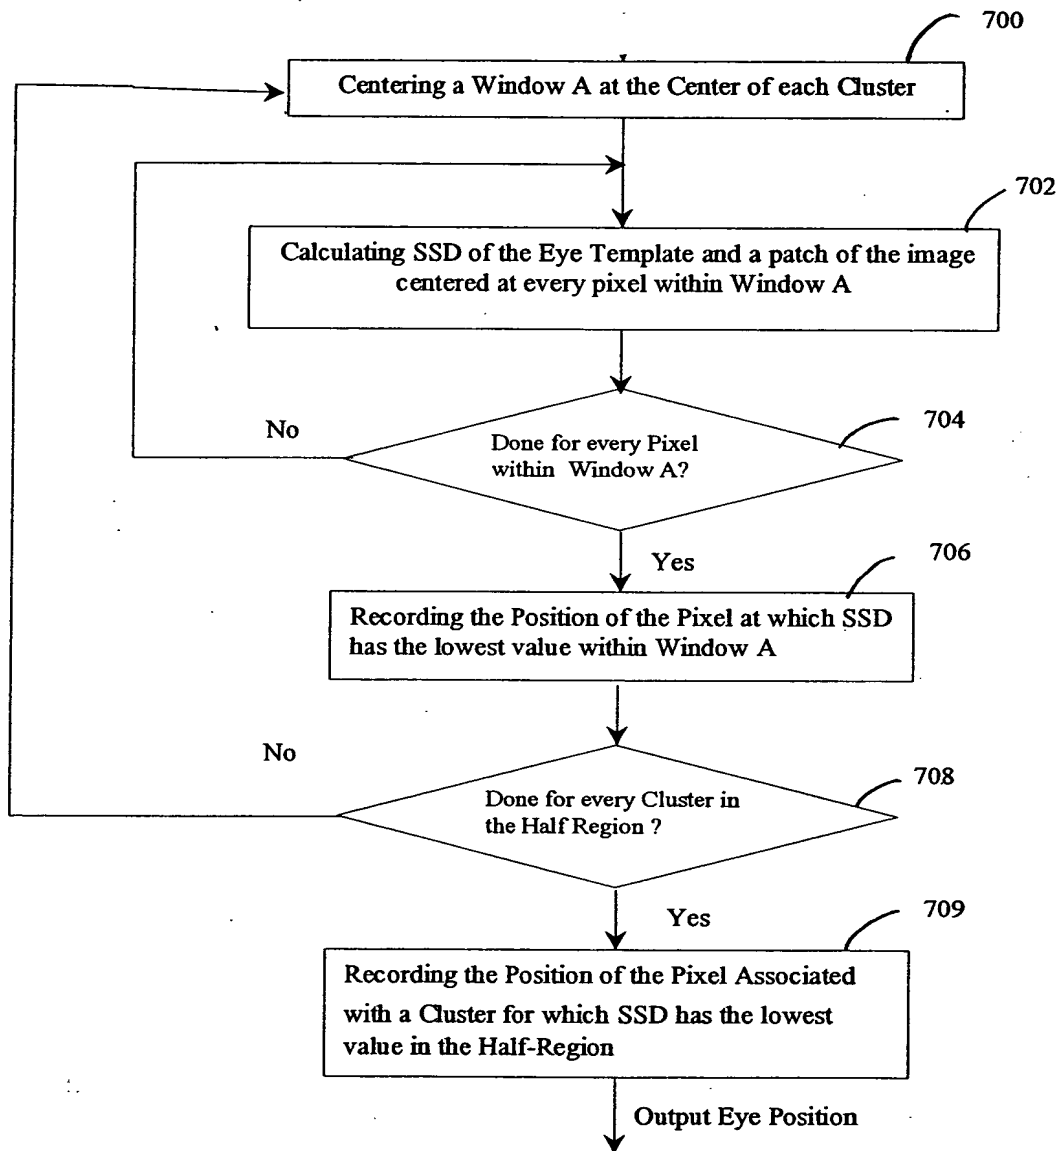 700
Centering a Window A at the Center of each Cluster
702
Calculating SSD of the Eye Template and a patch of the image
centered at every pixel within Window A
704
No
Done for every Pixel
within Window A?
Yes
706
Recording the Position of the Pixel at which SSD
has the lowest value within Window A
No
708
Done for every Cluster in
the Half Region ?
Yes
709
Recording the Position of the Pixel Associated
with a Cluster for which SSD has the lowest
value in the Half-Region
Output Eye Position